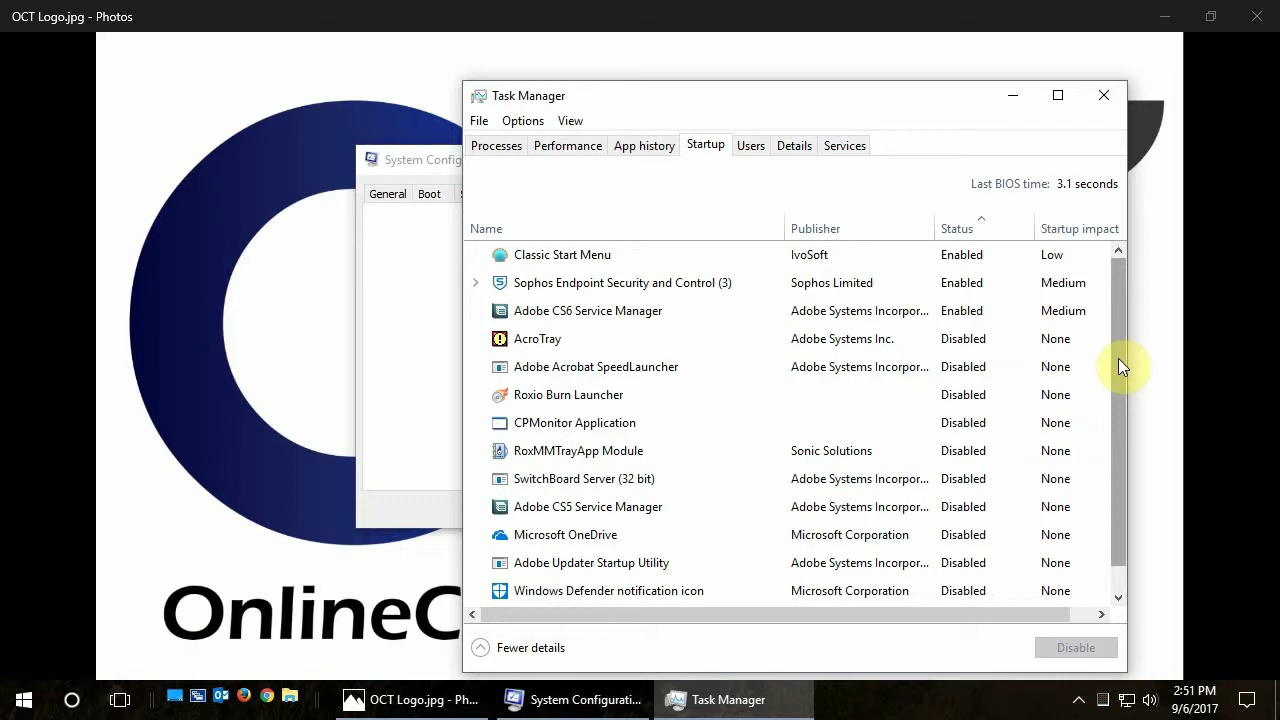 OCT Logo.jpg - Photos
Task Manager
File Options View
System Config
General Boot
Processes Performance App history Startup Users Details Services
Last BIOS time: 3.1 seconds
Name Publisher Status Startup impact
Classic Start Menu IvoSoft Enabled Low
Sophos Endpoint Security and Control (3) Sophos Limited Enabled Medium
Adobe CS6 Service Manager Adobe Systems Incorpor... Enabled Medium
AcroTray Adobe Systems Inc. Disabled None
Adobe Acrobat SpeedLauncher Adobe Systems Incorpor... Disabled None
Roxio Burn Launcher Disabled None
CPMonitor Application Disabled None
RoxMMTrayApp Module Sonic Solutions Disabled None
SwitchBoard Server (32 bit) Adobe Systems Incorpor... Disabled None
Adobe CS5 Service Manager Adobe Systems Incorpor... Disabled None
Microsoft OneDrive Microsoft Corporation Disabled None
Adobe Updater Startup Utility Adobe Systems Incorpor... Disabled None
Windows Defender notification icon Microsoft Corporation Disabled None
OnlineC
Fewer details Disable
OCT Logo.jpg - Ph... System Configurati... Task Manager
2:51 PM
9/6/2017